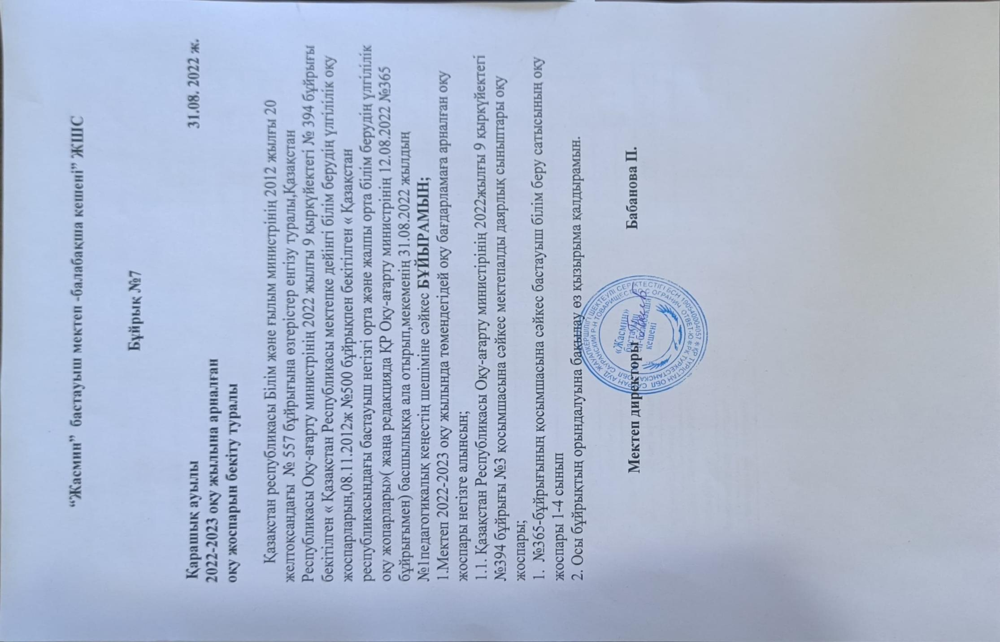 “Жасмин” бастауыш мектеп -балабақша кешені” ЖШС
Бұйрық №7
Қарашық ауылы 31.08. 2022 ж.
2022-2023 оқу жылына арналған
оқу жоспарын бекіту туралы
Қазақстан республикасы Білім және ғылым министрінің 2012 жылғы 20
желтоқсандағы № 557 бұйрығына өзгерістер енгізу туралы,Қазақстан
Республикасы Оқу-ағарту министрінің 2022 жылғы 9 қыркүйектегі № 394 бұйрығы
бекітілген « Қазақстан Республикасы мектепке дейінгі білім берудің үлгілілік оқу
жоспарларын,08.11.2012ж №500 бұйрықпен бекітілген « Қазақстан
республикасындағы бастауыш негізгі орта және жалпы орта білім берудің үлгілілік
оқу жопарлары»( жаңа редакцияда ҚР Оқу-ағарту министрінің 12.08.2022 №365
бұйрығымен) басшылыққа ала отырып,мекеменің 31.08.2022 жылдың
№1педагогикалық кеңестің шешіміне сәйкес БҰЙЫРАМЫН;
1.Мектеп 2022-2023 оқу жылында төмендегідей оқу бағдарламаға арналған оқу
жоспары негізге алынсын;
1.1. Қазақстан Республикасы Оқу-ағарту министірінің 2022жылғы 9 қыркүйектегі
№394 бұйрығы №3 қосымшасына сәйкес мектепалды даярлық сыныптары оқу
жоспары;
1. №365-бұйрығының қосымшасына сәйкес бастауыш білім беру сатысының оқу
жоспары 1-4 сынып
2. Осы бұйрықтың орындалуына бақылау өз қызырыма қалдырамын.
Мектеп директоры Бабанова П.
ҚР ТҮРІСТАН ОБЛ САУРАН АУД. ЖАУАПКЕРШІЛІГІ ШЕКТЕУЛІ СЕРІКТЕСТІГІ БСН 190540004057
РК ТУРКЕСТАНСКАЯ ОБЛ САУРАНСКИЙ Р-Н ТОВАРИЩЕСТВО С ОГРАНИЧ ОТВЕТ-Ю
«Жасмин»
бастауыш
кешені